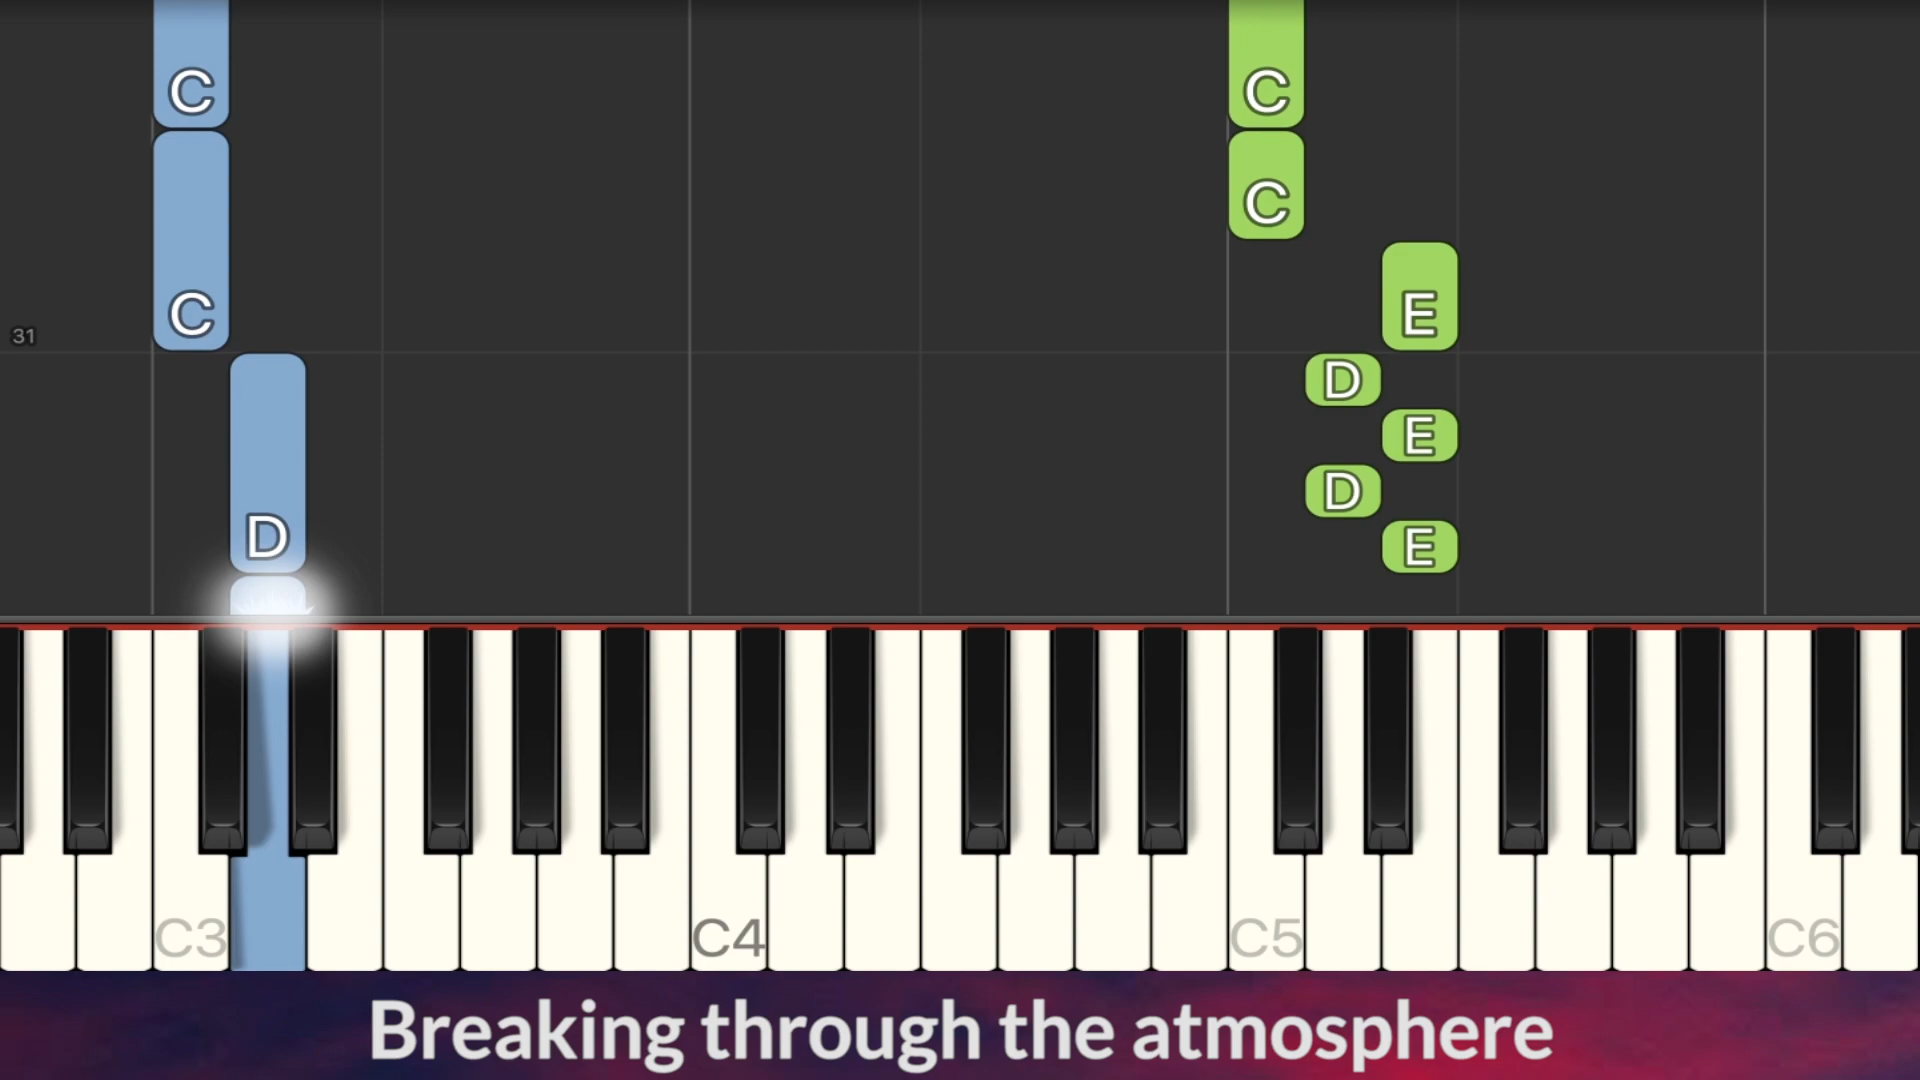 C C
C
C E
31
D
E
D
D E
C3 C4 C5 C6
Breaking through the atmosphere